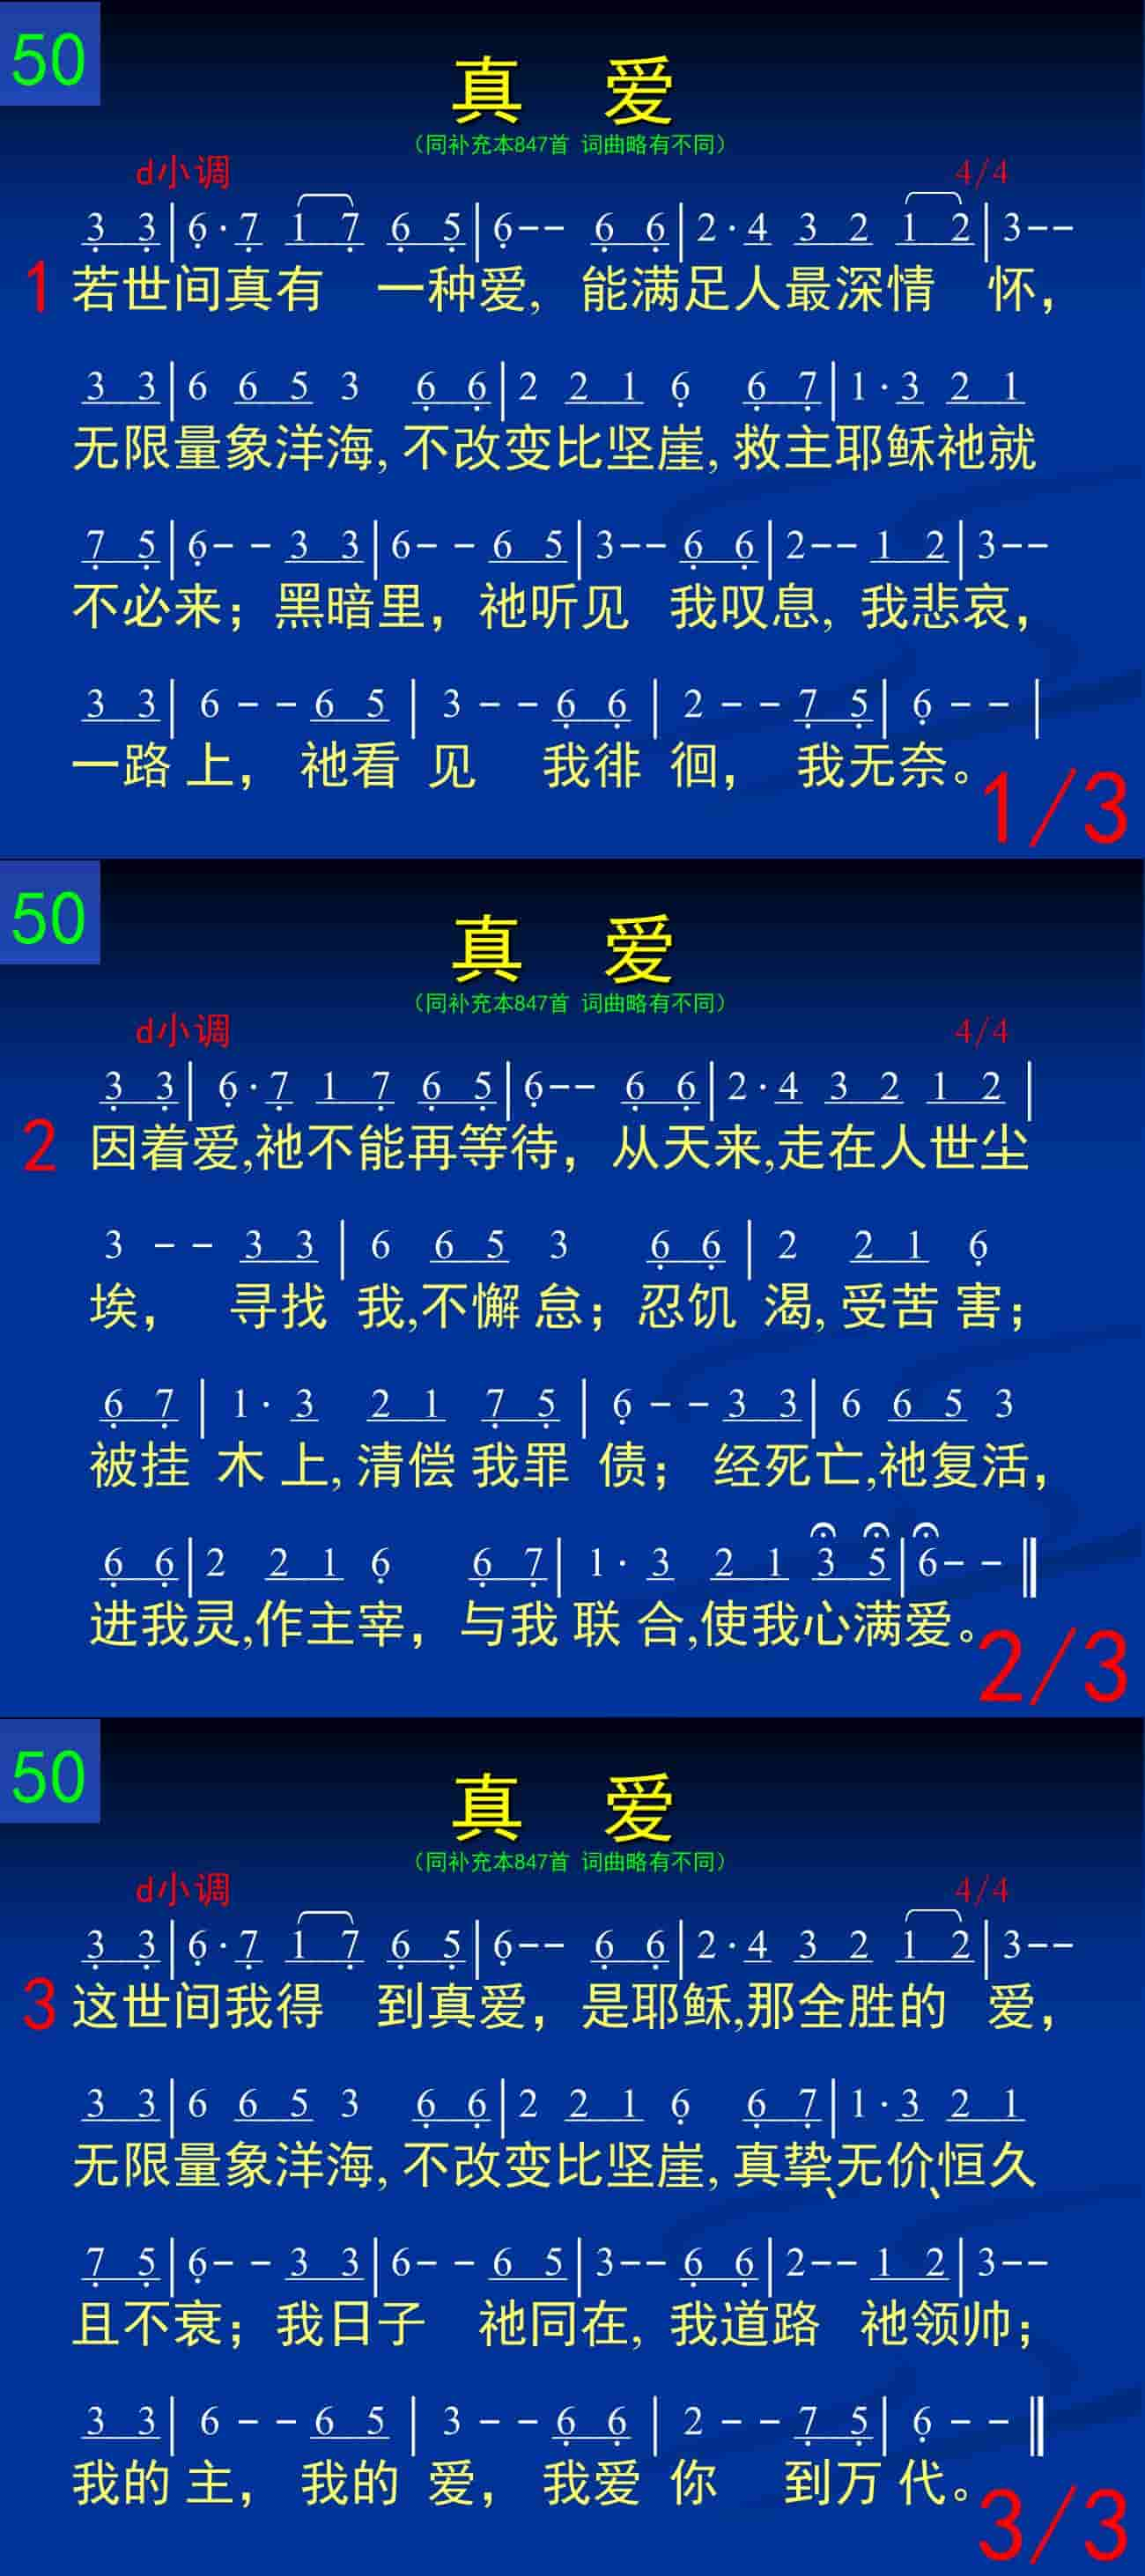 50
真 爱
（同补充本847首 词曲略有不同）
d小调 4/4
3 3|6·7 1 7 6 5|6-- 6 6|2·4 3 2 1 2|3--
1 若世间真有 一种爱, 能满足人最深情 怀，
3 3|6 6 5 3 6 6|2 2 1 6 6 7|1·3 2 1
无限量象洋海, 不改变比坚崖, 救主耶稣祂就
7 5|6-- 3 3|6-- 6 5|3-- 6 6|2-- 1 2|3--
不必来；黑暗里，祂听见 我叹息, 我悲哀，
3 3| 6 -- 6 5 | 3 -- 6 6 | 2 -- 7 5| 6 -- |
一路 上， 祂看 见 我徘 徊， 我无奈。
1/3
50
真 爱
（同补充本847首 词曲略有不同）
d小调 4/4
3 3| 6·7 1 7 6 5|6-- 6 6|2·4 3 2 1 2|
2 因着爱,祂不能再等待， 从天来,走在人世尘
3 -- 3 3 | 6 6 5 3 6 6 | 2 2 1 6
埃， 寻找 我,不懈 怠；忍饥 渴, 受苦 害；
6 7 | 1· 3 2 1 7 5 | 6 -- 3 3| 6 6 5 3
被挂 木 上, 清偿 我罪 债； 经死亡,祂复活，
6 6|2 2 1 6 6 7| 1· 3 2 1 3 5|6-- ‖
进我灵,作主宰， 与我 联 合,使我心满爱。
2/3
50
真 爱
（同补充本847首 词曲略有不同）
d小调 4/4
3 3|6·7 1 7 6 5|6-- 6 6|2·4 3 2 1 2|3--
3 这世间我得 到真爱，是耶稣,那全胜的 爱，
3 3|6 6 5 3 6 6|2 2 1 6 6 7|1·3 2 1
无限量象洋海, 不改变比坚崖, 真挚、无价、恒久
7 5|6-- 3 3|6-- 6 5|3-- 6 6|2-- 1 2|3--
且不衰；我日子 祂同在, 我道路 祂领帅；
3 3| 6 -- 6 5 | 3 -- 6 6 | 2 -- 7 5| 6 -- ‖
我的 主， 我的 爱， 我爱 你 到万 代。
3/3